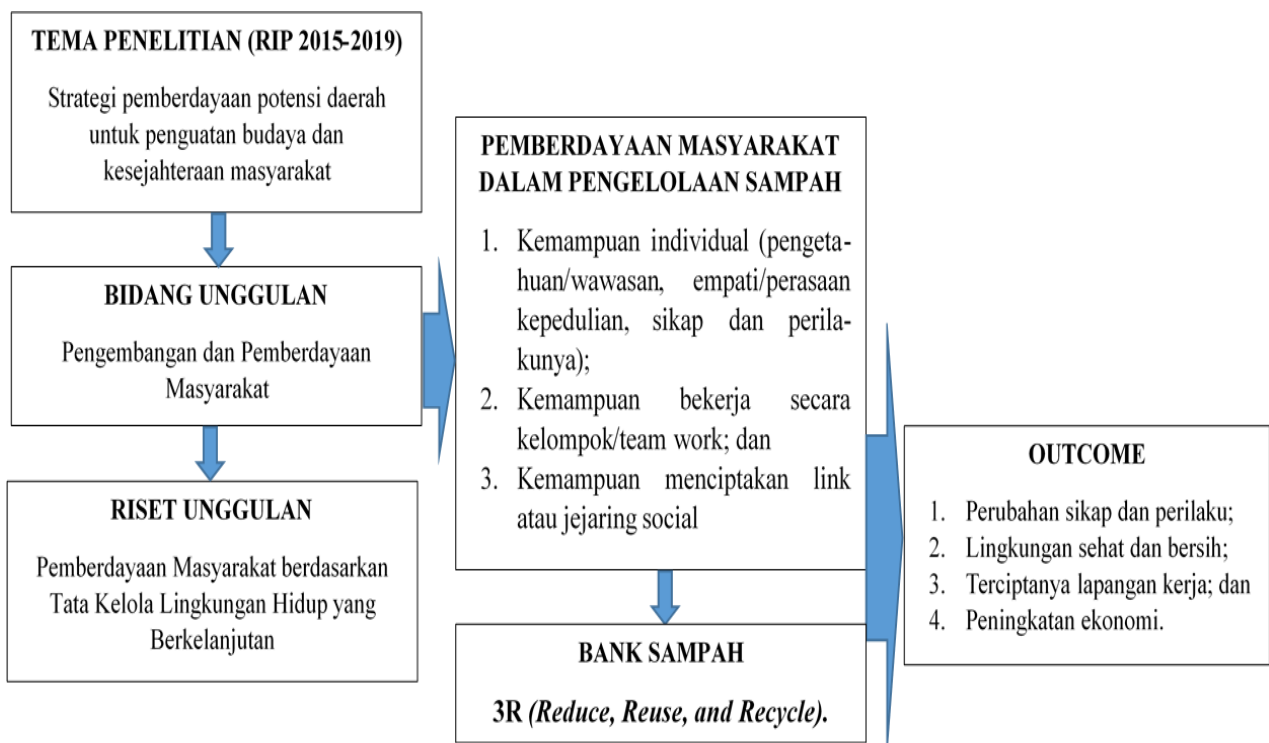 TEMA PENELITIAN (RIP 2015-2019)
Strategi pemberdayaan potensi daerah
untuk penguatan budaya dan
kesejahteraan masyarakat
BIDANG UNGGULAN
Pengembangan dan Pemberdayaan
Masyarakat
RISET UNGGULAN
Pemberdayaan Masyarakat berdasarkan
Tata Kelola Lingkungan Hidup yang
Berkelanjutan
PEMBERDAYAAN MASYARAKAT
DALAM PENGELOLAAN SAMPAH
1. Kemampuan individual (pengeta-
huan/wawasan, empati/perasaan
kepedulian, sikap dan perila-
kunya);
2. Kemampuan bekerja secara
kelompok/team work; dan
3. Kemampuan menciptakan link
atau jejaring social
BANK SAMPAH
3R (Reduce, Reuse, and Recycle).
OUTCOME
1. Perubahan sikap dan perilaku;
2. Lingkungan sehat dan bersih;
3. Terciptanya lapangan kerja; dan
4. Peningkatan ekonomi.